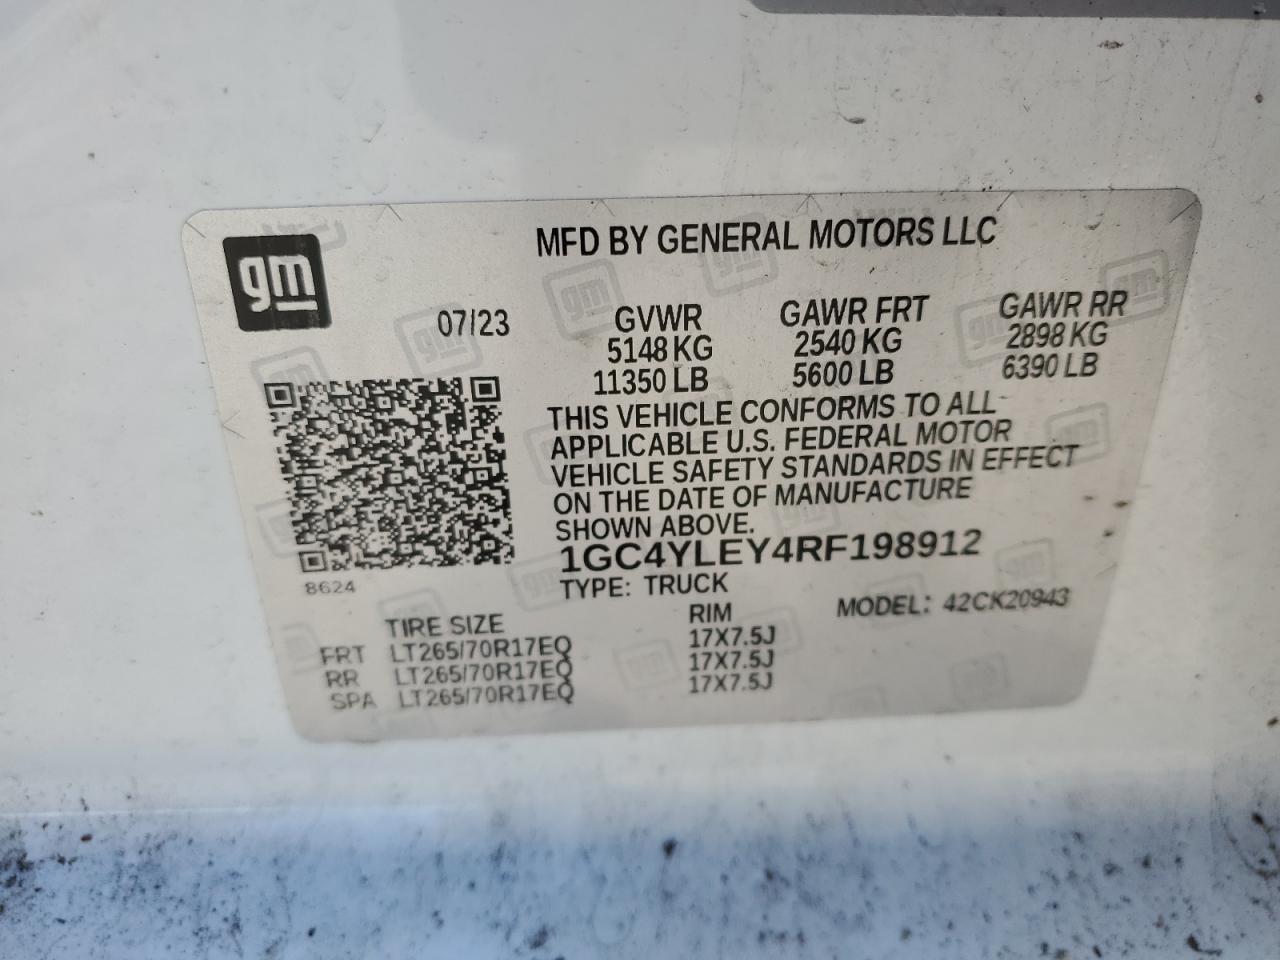 gm
MFD BY GENERAL MOTORS LLC
07/23
GVWR GAWR FRT GAWR RR
5148 KG 2540 KG 2898 KG
11350 LB 5600 LB 6390 LB
THIS VEHICLE CONFORMS TO ALL
APPLICABLE U.S. FEDERAL MOTOR
VEHICLE SAFETY STANDARDS IN EFFECT
ON THE DATE OF MANUFACTURE
SHOWN ABOVE.
1GC4YLEY4RF198912
8624
TYPE: TRUCK
MODEL: 42CK20943
TIRE SIZE RIM
FRT LT265/70R17EQ 17X7.5J
RR LT265/70R17EQ 17X7.5J
SPA LT265/70R17EQ 17X7.5J